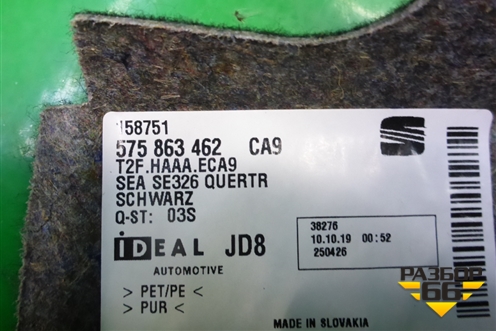 158751
575 863 462 CA9
T2F.HAAA.ECA9
SEA SE326 QUERTR
SCHWARZ
Q-ST: 03S
38276
10.10.19 00:52
250426
iDEAL JD8
AUTOMOTIVE
> PET/PE <
> PUR <
MADE IN SLOVAKIA
РАЗБОР
66